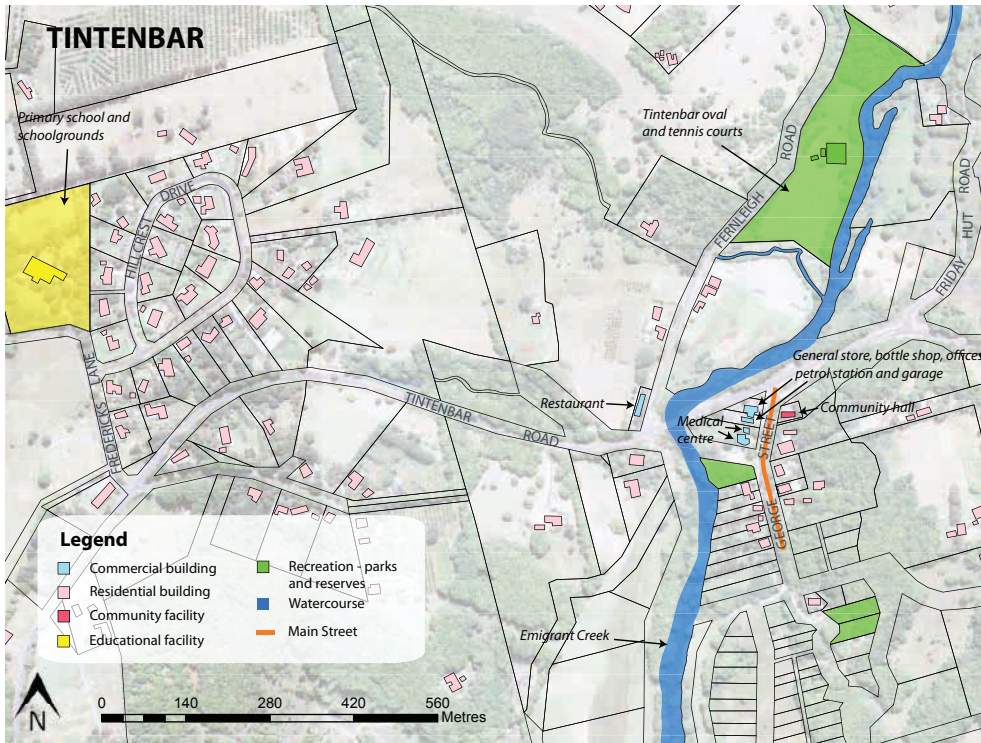 TINTENBAR
Primary school and
schoolgrounds
Tintenbar oval
and tennis courts
ROAD
FERNLEIGH
ROAD
HUT
FRIDAY
DRIVE
HILLCREST
FREDERICKS LANE
TINTENBAR
ROAD
Restaurant
General store, bottle shop, offices
petrol station and garage
Community hall
Medical
centre
STREET
GEORGE
Emigrant Creek
Legend
Commercial building
Residential building
Community facility
Educational facility
Recreation - parks
and reserves
Watercourse
Main Street
N
0 140 280 420 560
Metres